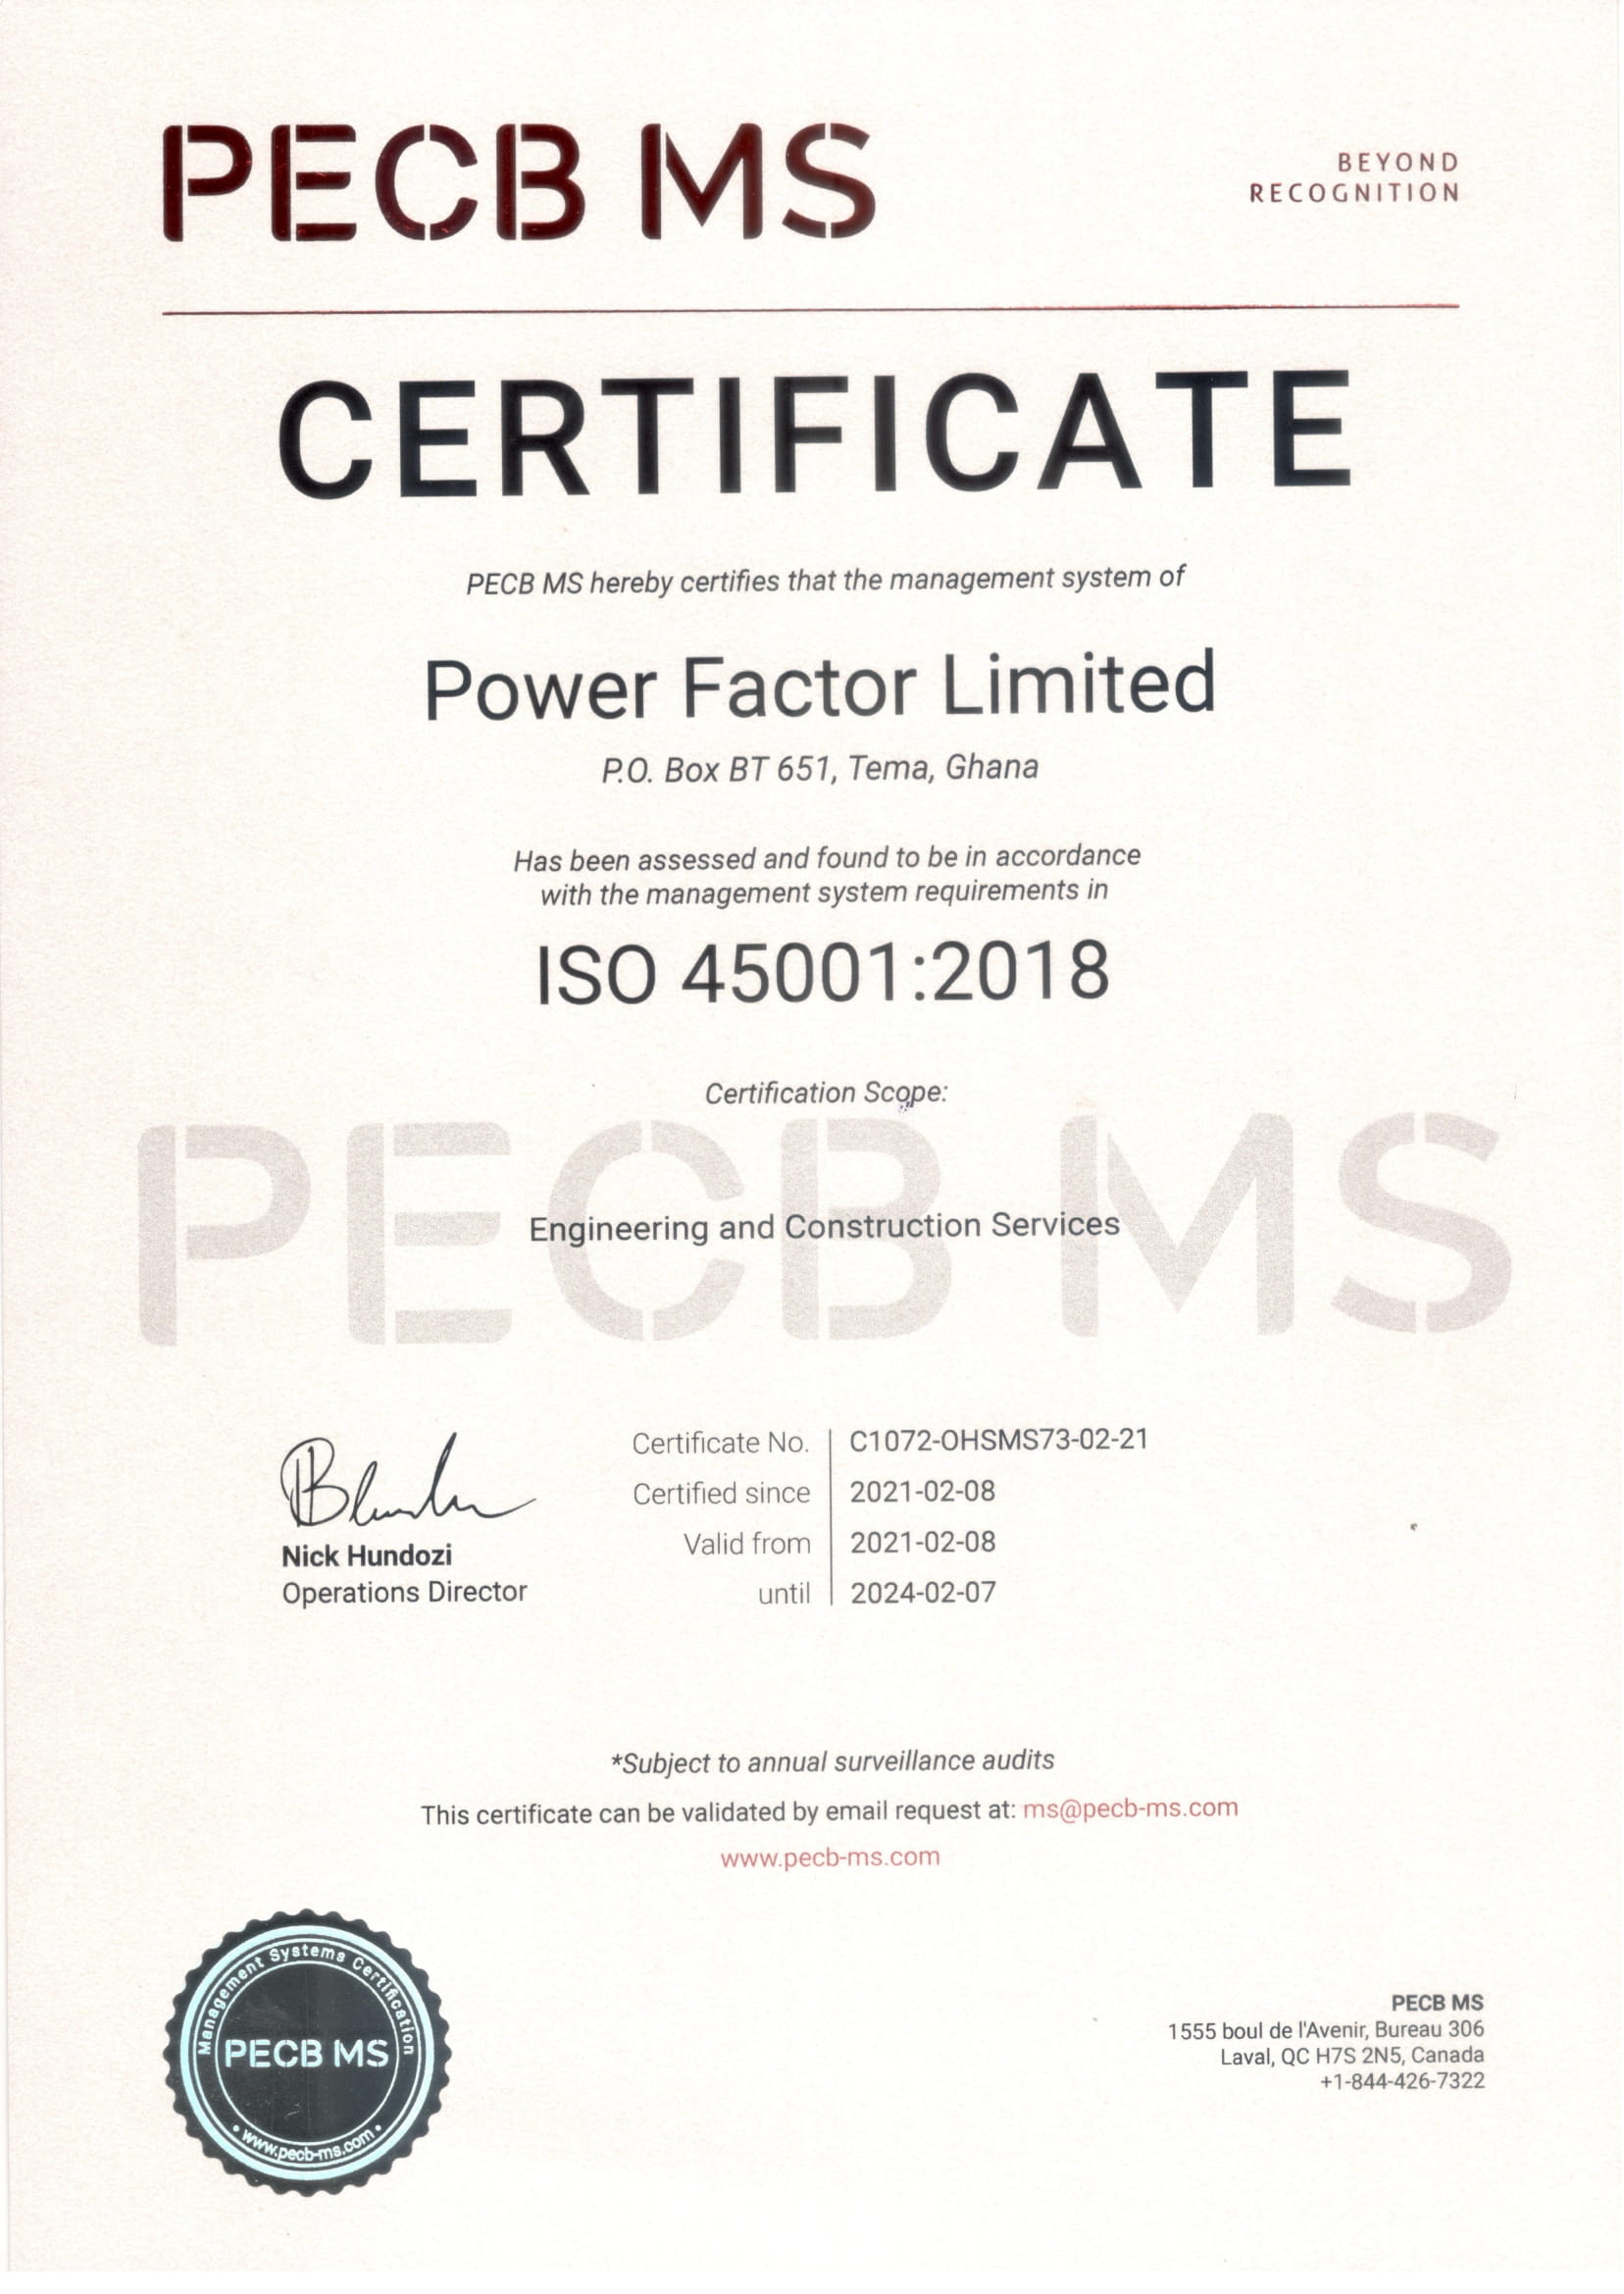 PECB MS
BEYOND
RECOGNITION
CERTIFICATE
PECB MS hereby certifies that the management system of
Power Factor Limited
P.O. Box BT 651, Tema, Ghana
Has been assessed and found to be in accordance
with the management system requirements in
ISO 45001:2018
Certification Scope:
PECB MS
Engineering and Construction Services
Certificate No. C1072-OHSMS73-02-21
Certified since 2021-02-08
Valid from 2021-02-08
until 2024-02-07
Nick Hundozi
Operations Director
*Subject to annual surveillance audits
This certificate can be validated by email request at: ms@pecb-ms.com
www.pecb-ms.com
Management Systems Certification
PECB MS
• www.pecb-ms.com •
PECB MS
1555 boul de l'Avenir, Bureau 306
Laval, QC H7S 2N5, Canada
+1-844-426-7322